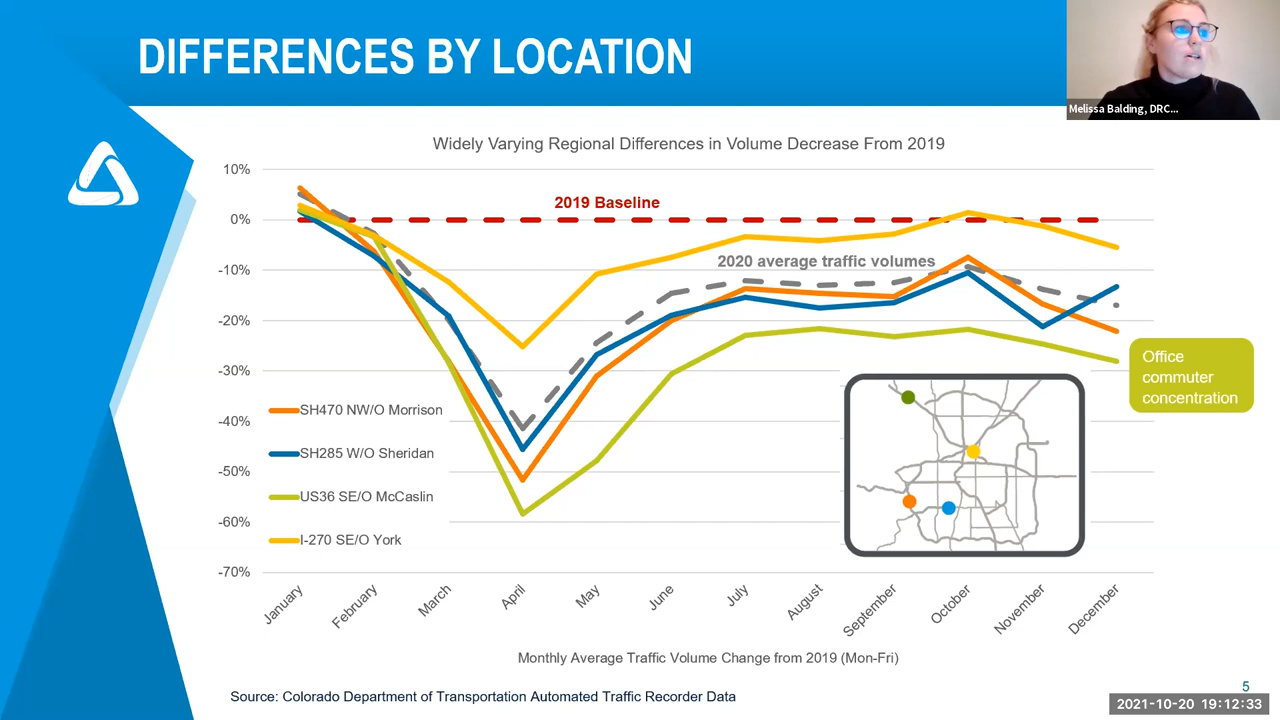 DIFFERENCES BY LOCATION
Melissa Balding, DRC...
Widely Varying Regional Differences in Volume Decrease From 2019
10%
0%
-10%
-20%
-30%
-40%
-50%
-60%
-70%
2019 Baseline
2020 average traffic volumes
Office
commuter
concentration
SH470 NW/O Morrison
SH285 W/O Sheridan
US36 SE/O McCaslin
I-270 SE/O York
January
February
March
April
May
June
July
August
September
October
November
December
Monthly Average Traffic Volume Change from 2019 (Mon-Fri)
Source: Colorado Department of Transportation Automated Traffic Recorder Data
5
2021-10-20 19:12:33